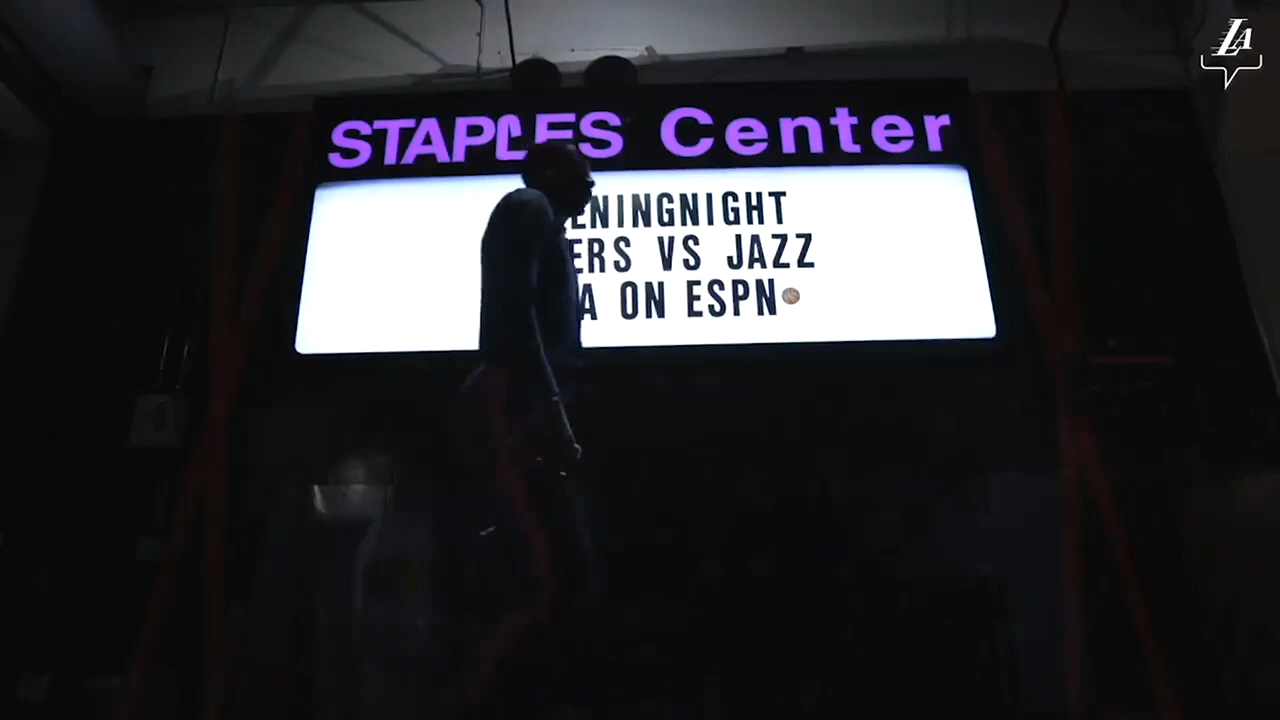 STAPLES Center
ENINGNIGHT
ERS VS JAZZ
A ON ESPN
LA